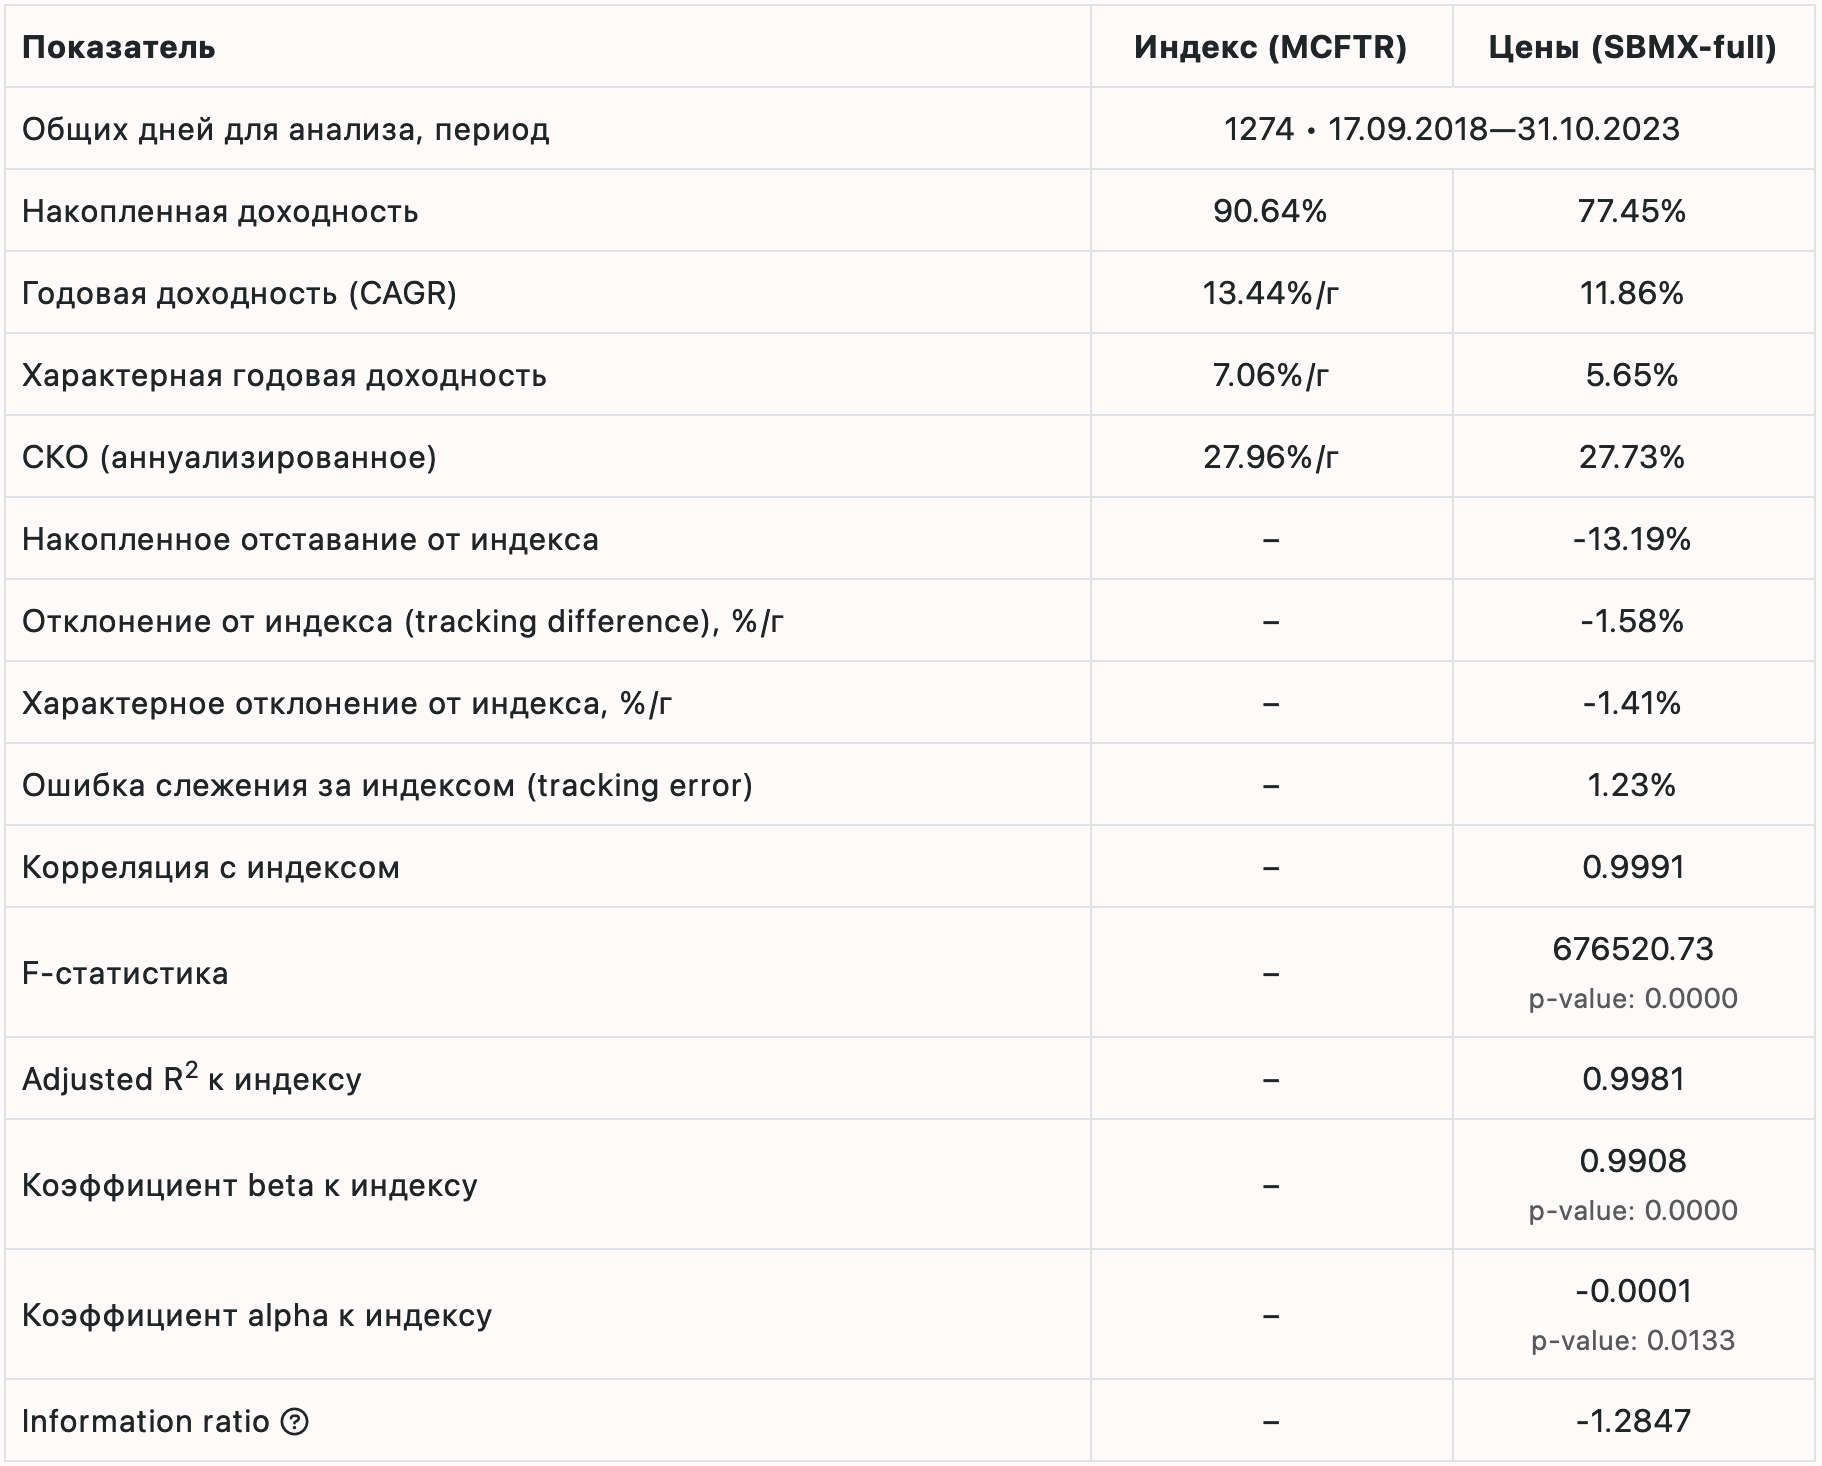 Показатель Индекс (MCFTR) Цены (SBMX-full)
Общих дней для анализа, период 1274 • 17.09.2018—31.10.2023
Накопленная доходность 90.64% 77.45%
Годовая доходность (CAGR) 13.44%/г 11.86%
Характерная годовая доходность 7.06%/г 5.65%
СКО (аннуализированное) 27.96%/г 27.73%
Накопленное отставание от индекса – -13.19%
Отклонение от индекса (tracking difference), %/г – -1.58%
Характерное отклонение от индекса, %/г – -1.41%
Ошибка слежения за индексом (tracking error) – 1.23%
Корреляция с индексом – 0.9991
F-статистика – 676520.73
p-value: 0.0000
Adjusted R² к индексу – 0.9981
Коэффициент beta к индексу – 0.9908
p-value: 0.0000
Коэффициент alpha к индексу – -0.0001
p-value: 0.0133
Information ratio ? – -1.2847